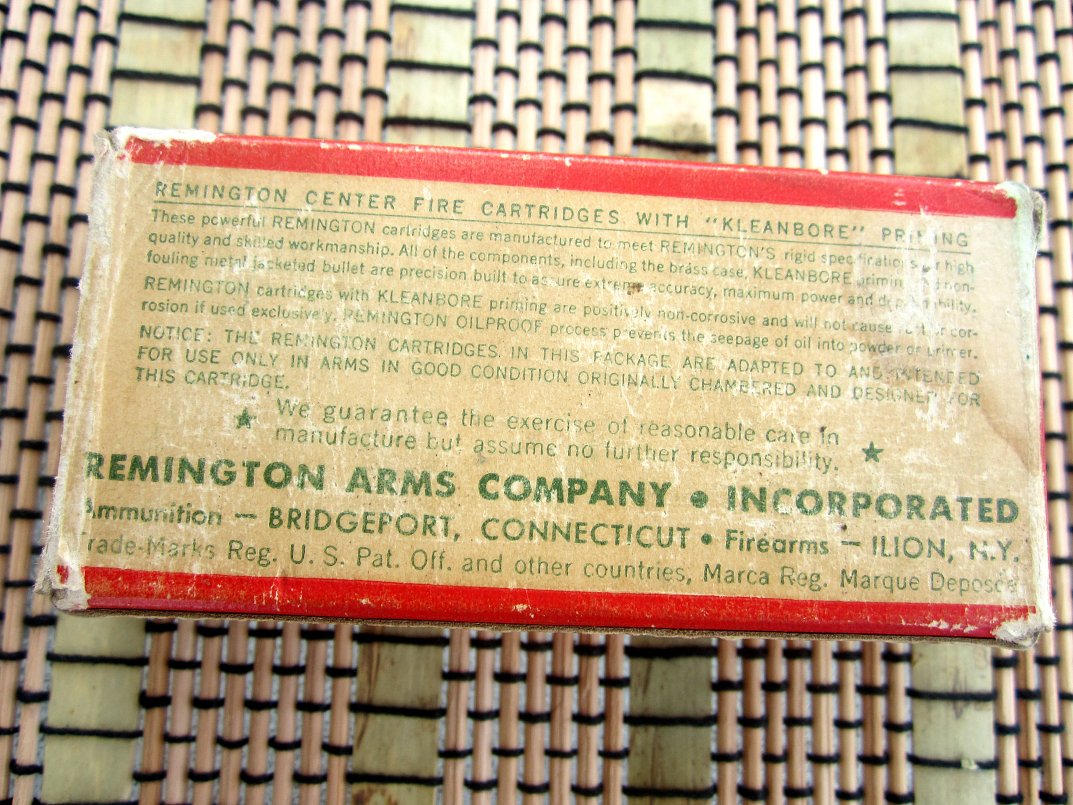 REMINGTON CENTER FIRE CARTRIDGES WITH "KLEANBORE" PRIMING
These powerful REMINGTON cartridges are manufactured to meet REMINGTON'S rigid specifications for high
quality and skilled workmanship. All of the components, including the brass case, KLEANBORE priming and non-
fouling metal jacketed bullet are precision built to assure extreme accuracy, maximum power and dependability.
REMINGTON cartridges with KLEANBORE priming are positively non-corrosive and will not cause rust or cor-
rosion if used exclusively. REMINGTON OILPROOF process prevents the seepage of oil into powder or primer.
NOTICE: THE REMINGTON CARTRIDGES IN THIS PACKAGE ARE ADAPTED TO AND INTENDED
FOR USE ONLY IN ARMS IN GOOD CONDITION ORIGINALLY CHAMBERED AND DESIGNED FOR
THIS CARTRIDGE.
We guarantee the exercise of reasonable care in
manufacture but assume no further responsibility.
REMINGTON ARMS COMPANY • INCORPORATED
Ammunition — BRIDGEPORT, CONNECTICUT • Firearms — ILION, N.Y.
Trade-Marks Reg. U. S. Pat. Off. and other countries, Marca Reg. Marque Deposée